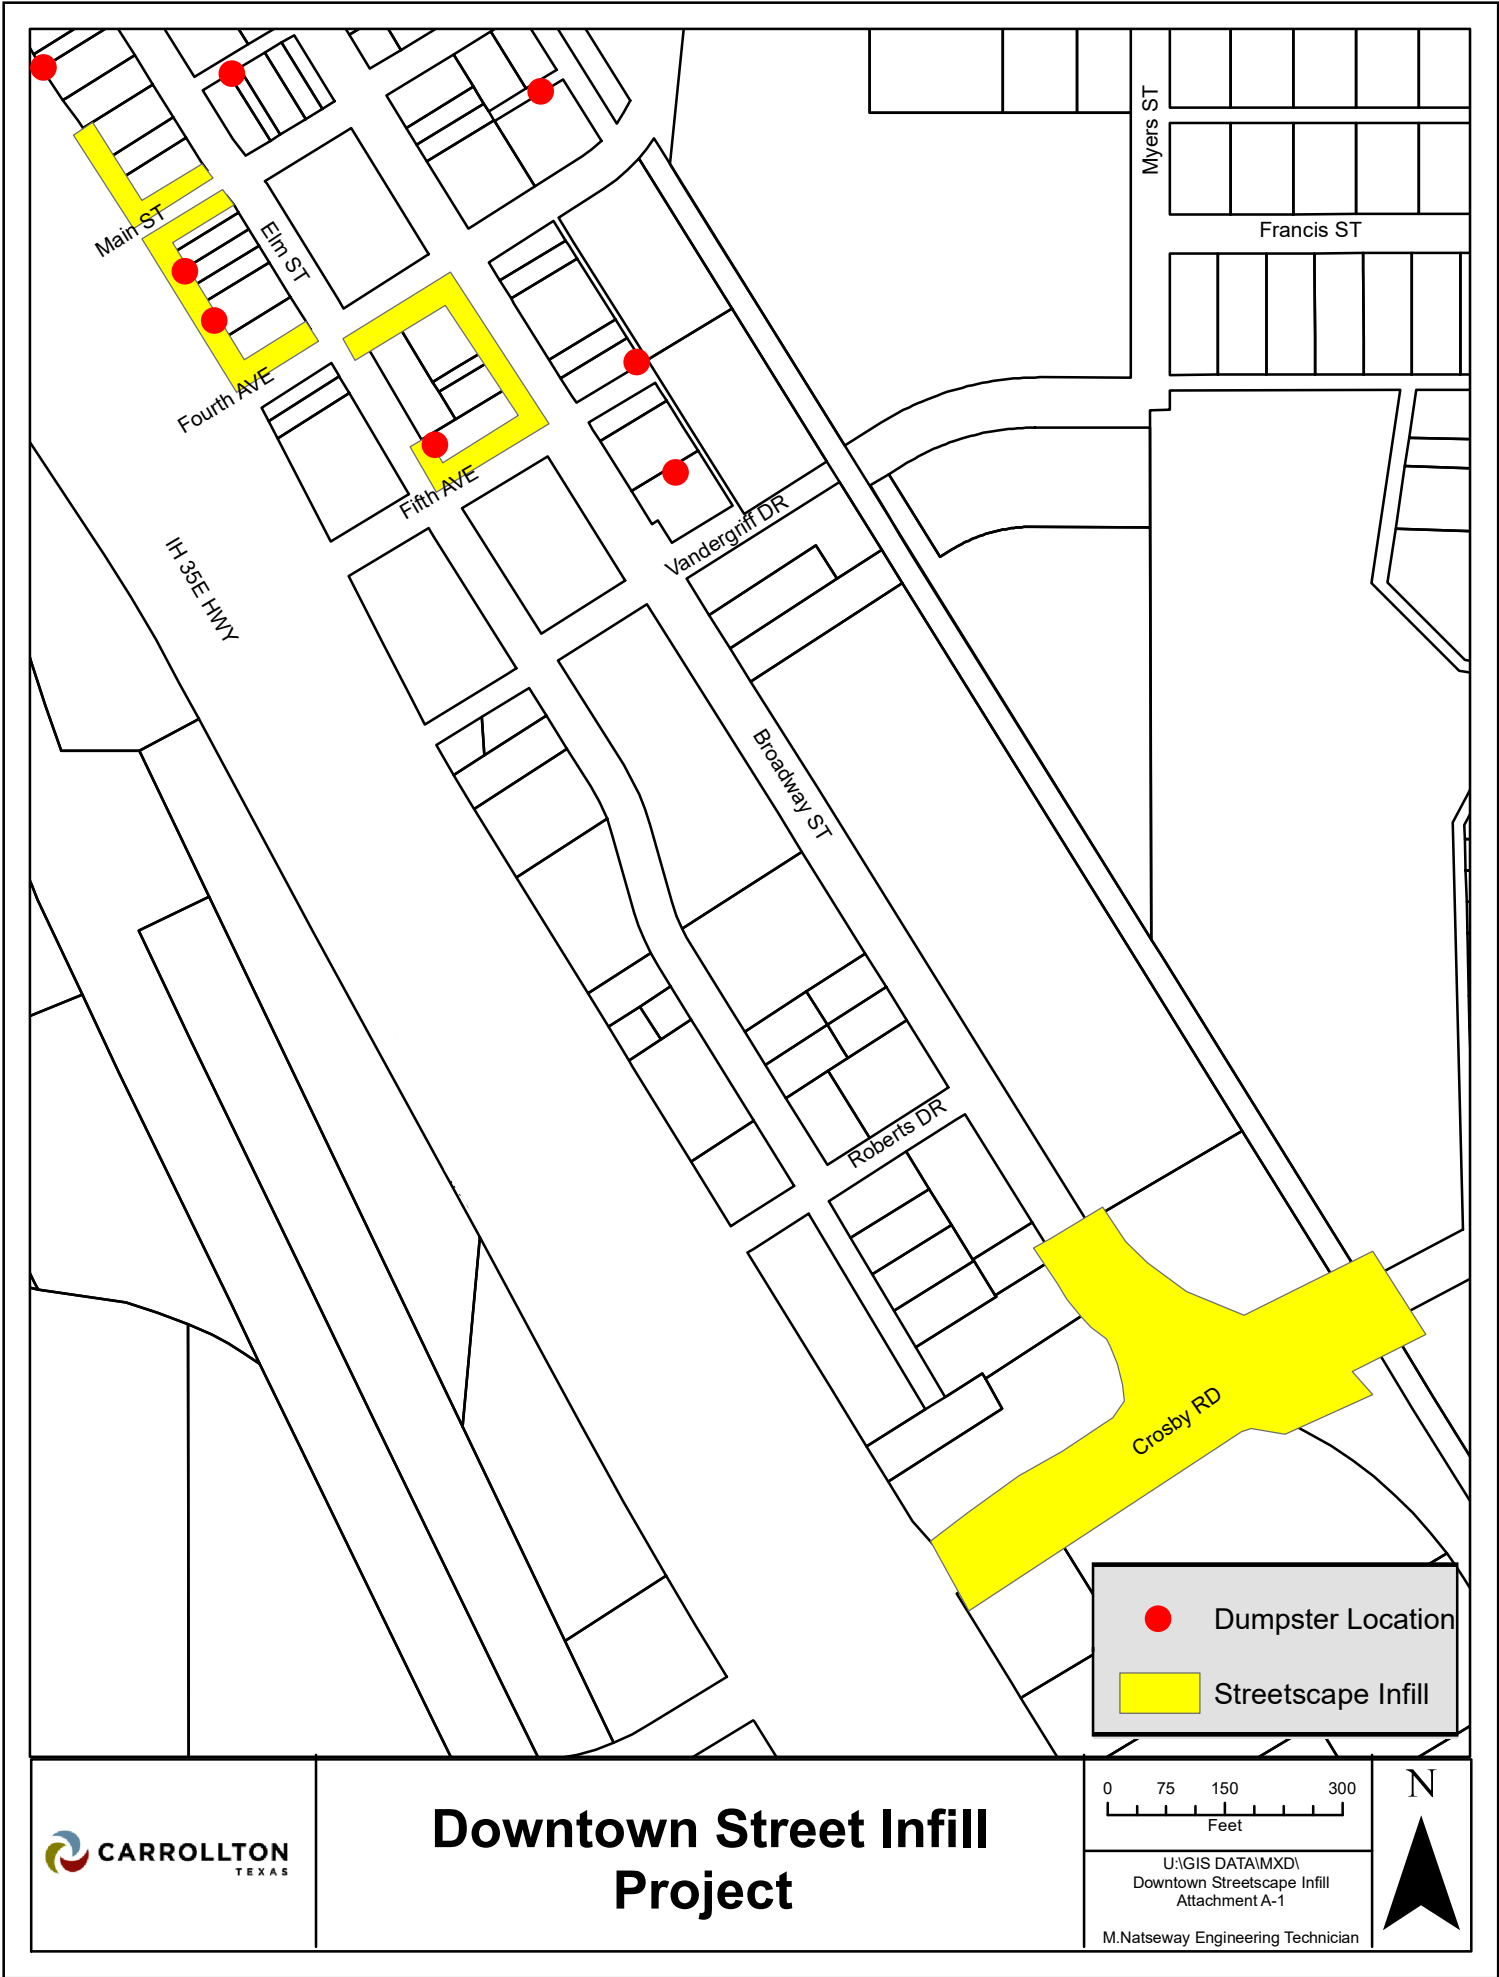 Myers ST
Francis ST
Main ST
Elm ST
Fourth AVE
Fifth AVE
Vandergriff DR
IH 35E HWY
Broadway ST
Roberts DR
Crosby RD
Dumpster Location
Streetscape Infill
CARROLLTON
TEXAS
Downtown Street Infill
Project
0 75 150 300
Feet
U:\GIS DATA\MXD\
Downtown Streetscape Infill
Attachment A-1
M.Natseway Engineering Technician
N